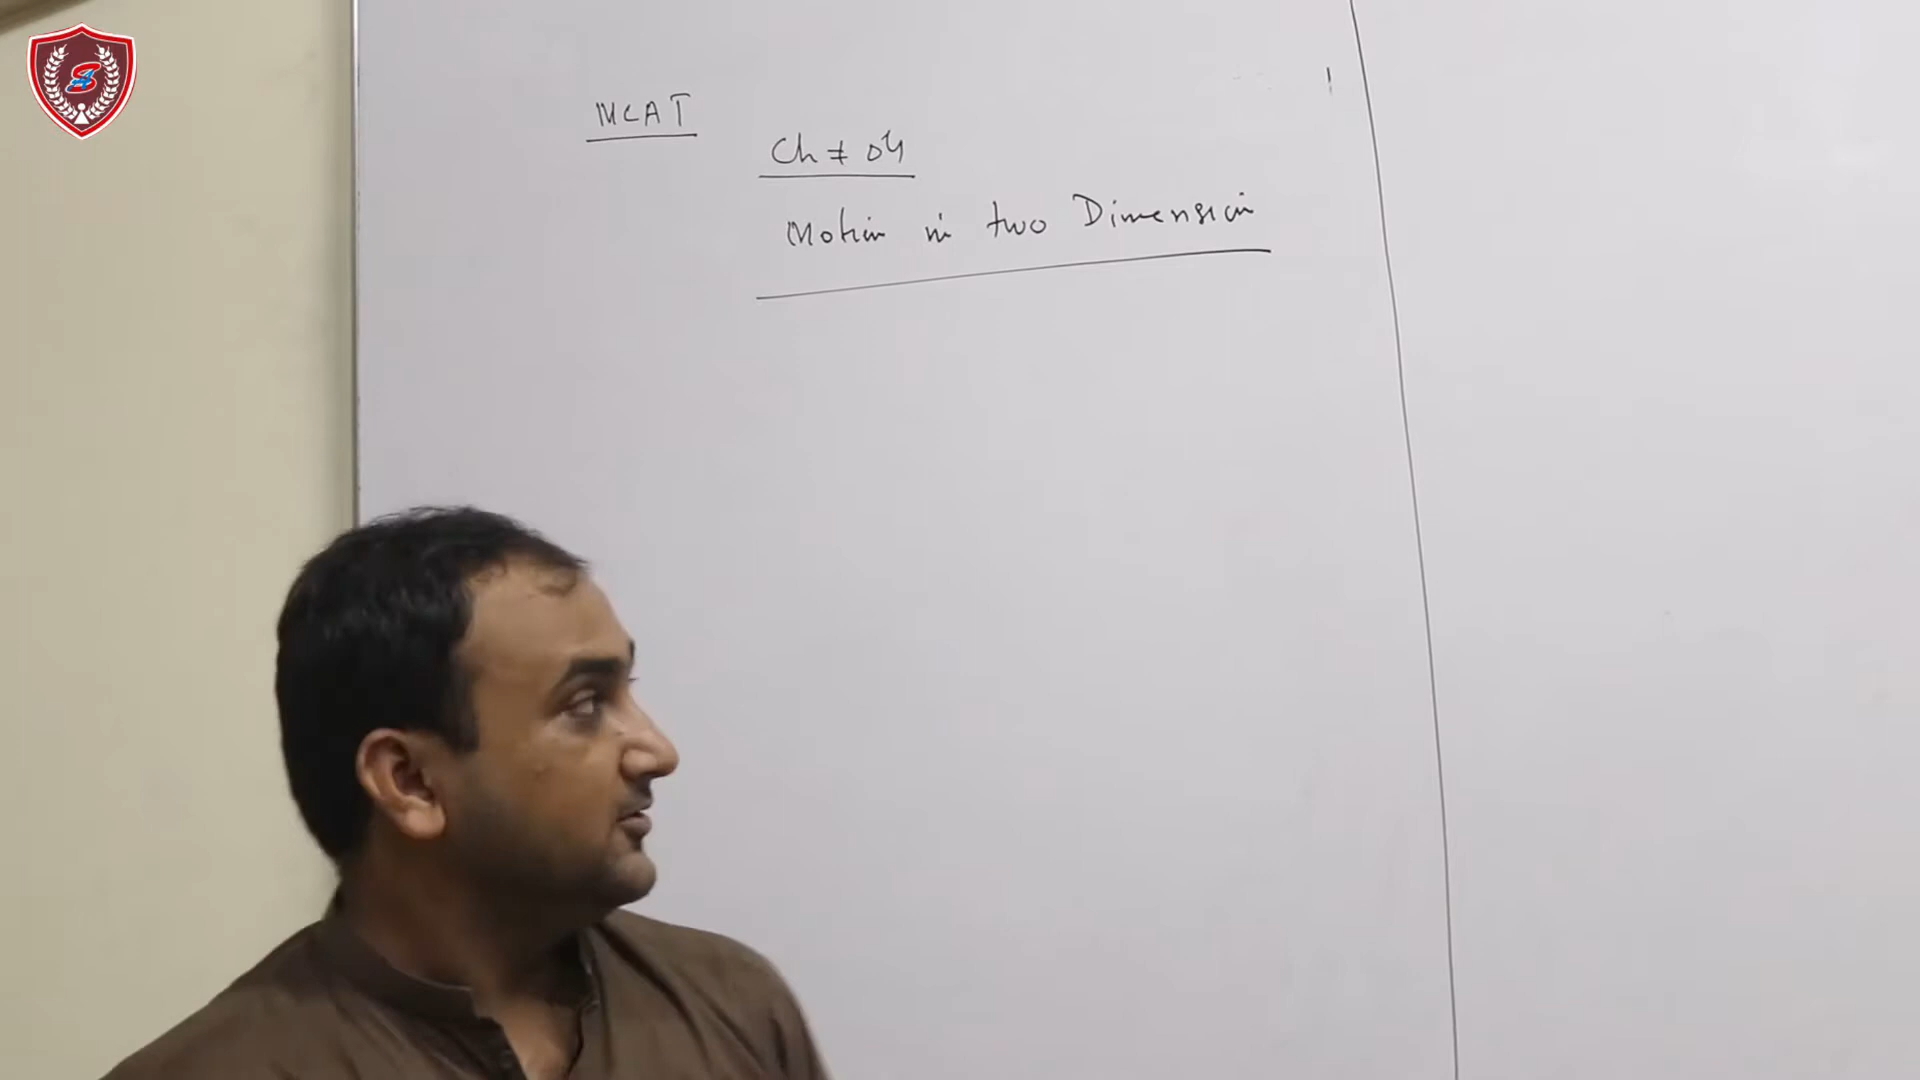 MCAT
Ch # 04
Motion in two Dimension